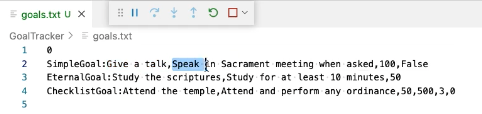 goals.txt U
GoalTracker > goals.txt
1 0
2 SimpleGoal:Give a talk,Speak in Sacrament meeting when asked,100,False
3 EternalGoal:Study the scriptures,Study for at least 10 minutes,50
4 ChecklistGoal:Attend the temple,Attend and perform any ordinance,50,500,3,0
5